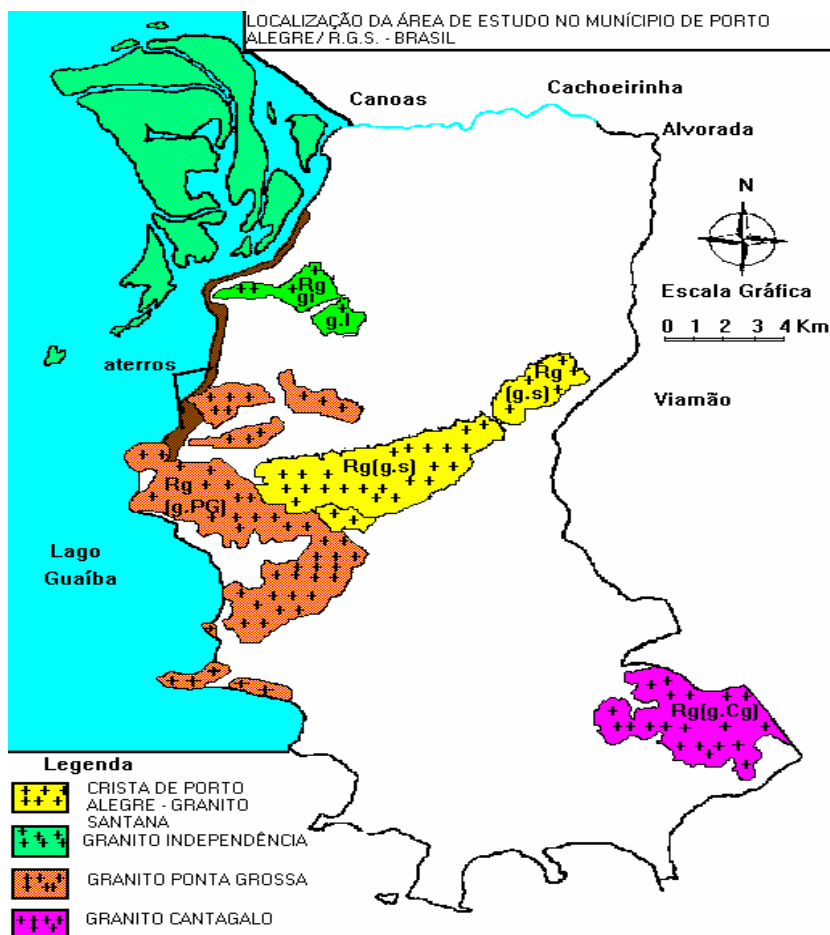 LOCALIZAÇÃO DA ÁREA DE ESTUDO NO MUNÍCIPIO DE PORTO
ALEGRE/ R.G.S. - BRASIL
Cachoeirinha
Canoas
Alvorada
N
Rg
gi
g.I
Escala Gráfica
0 1 2 3 4 Km
aterros
Rg
(g.s)
Viamão
Rg(g.s)
Rg
(g.PG)
Lago
Guaíba
Rg(g.Cg)
Legenda
CRISTA DE PORTO
ALEGRE - GRANITO
SANTANA
GRANITO INDEPENDÊNCIA
GRANITO PONTA GROSSA
GRANITO CANTAGALO